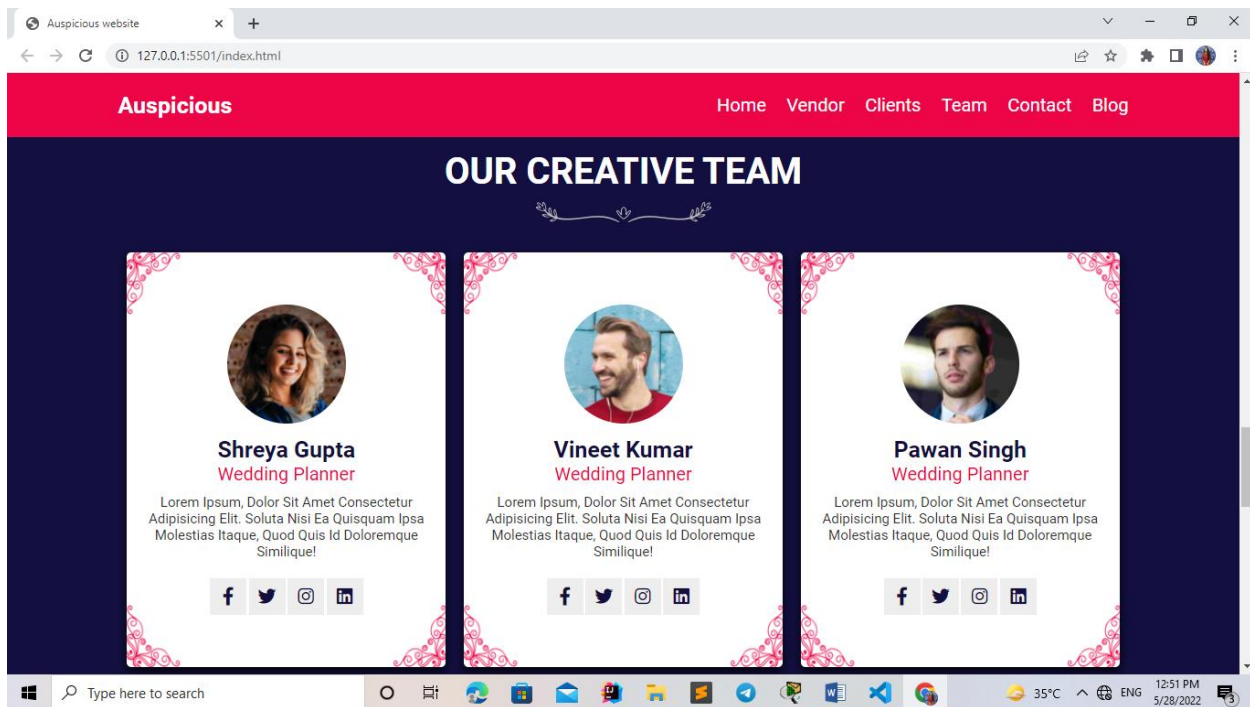 Auspicious website
127.0.0.1:5501/index.html
Auspicious
Home Vendor Clients Team Contact Blog
OUR CREATIVE TEAM
Shreya Gupta
Wedding Planner
Lorem Ipsum, Dolor Sit Amet Consectetur
Adipisicing Elit. Soluta Nisi Ea Quisquam Ipsa
Molestias Itaque, Quod Quis Id Doloremque
Similique!
Vineet Kumar
Wedding Planner
Lorem Ipsum, Dolor Sit Amet Consectetur
Adipisicing Elit. Soluta Nisi Ea Quisquam Ipsa
Molestias Itaque, Quod Quis Id Doloremque
Similique!
Pawan Singh
Wedding Planner
Lorem Ipsum, Dolor Sit Amet Consectetur
Adipisicing Elit. Soluta Nisi Ea Quisquam Ipsa
Molestias Itaque, Quod Quis Id Doloremque
Similique!
Type here to search
35°C ENG 12:51 PM
5/28/2022
3